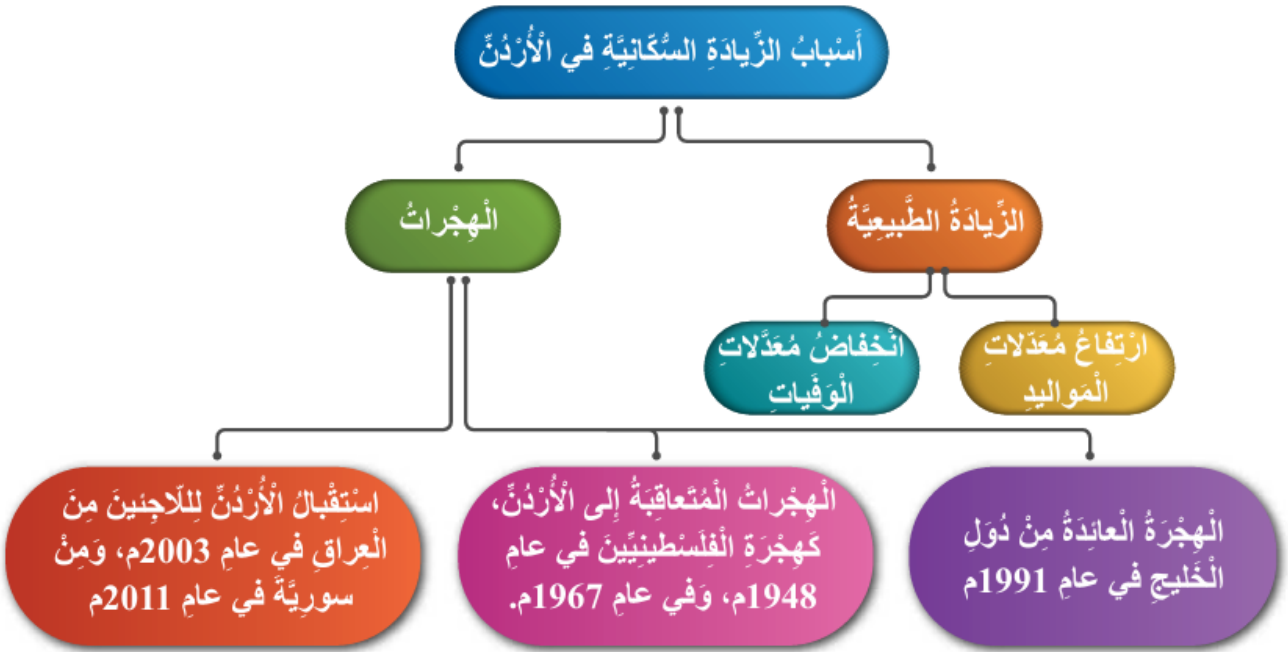 أَسْبابُ الزِّيادَةِ السُّكّانِيَّةِ في الْأُرْدُنِّ
الزِّيادَةُ الطَّبيعِيَّةُ
الْهِجْراتُ
ارْتِفاعُ مُعَدّلاتِ
الْمَواليدِ
انْخِفاضُ مُعَدَّلاتِ
الْوَفَياتِ
الْهِجْرَةُ الْعائِدَةُ مِنْ دُوَلِ
الْخَليجِ في عامِ 1991م
الْهِجْراتُ الْمُتَعاقِبَةُ إِلى الْأُرْدُنِّ،
كَهِجْرَةِ الْفِلَسْطينِيِّينَ في عامِ
1948م، وَفي عامِ 1967م.
اسْتِقْبالُ الْأُرْدُنِّ لِلّاجِئينَ مِنَ
الْعِراقِ في عامِ 2003م، وَمِنْ
سورِيَّةَ في عامِ 2011م